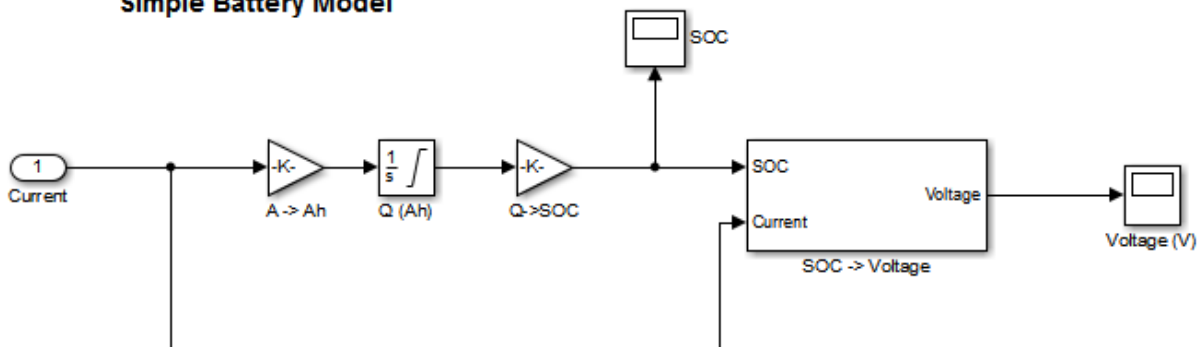 Simple Battery Model
SOC
1
Current
-K-
A -> Ah
1
s
Q (Ah)
-K-
Q->SOC
SOC
Current
Voltage
SOC -> Voltage
Voltage (V)